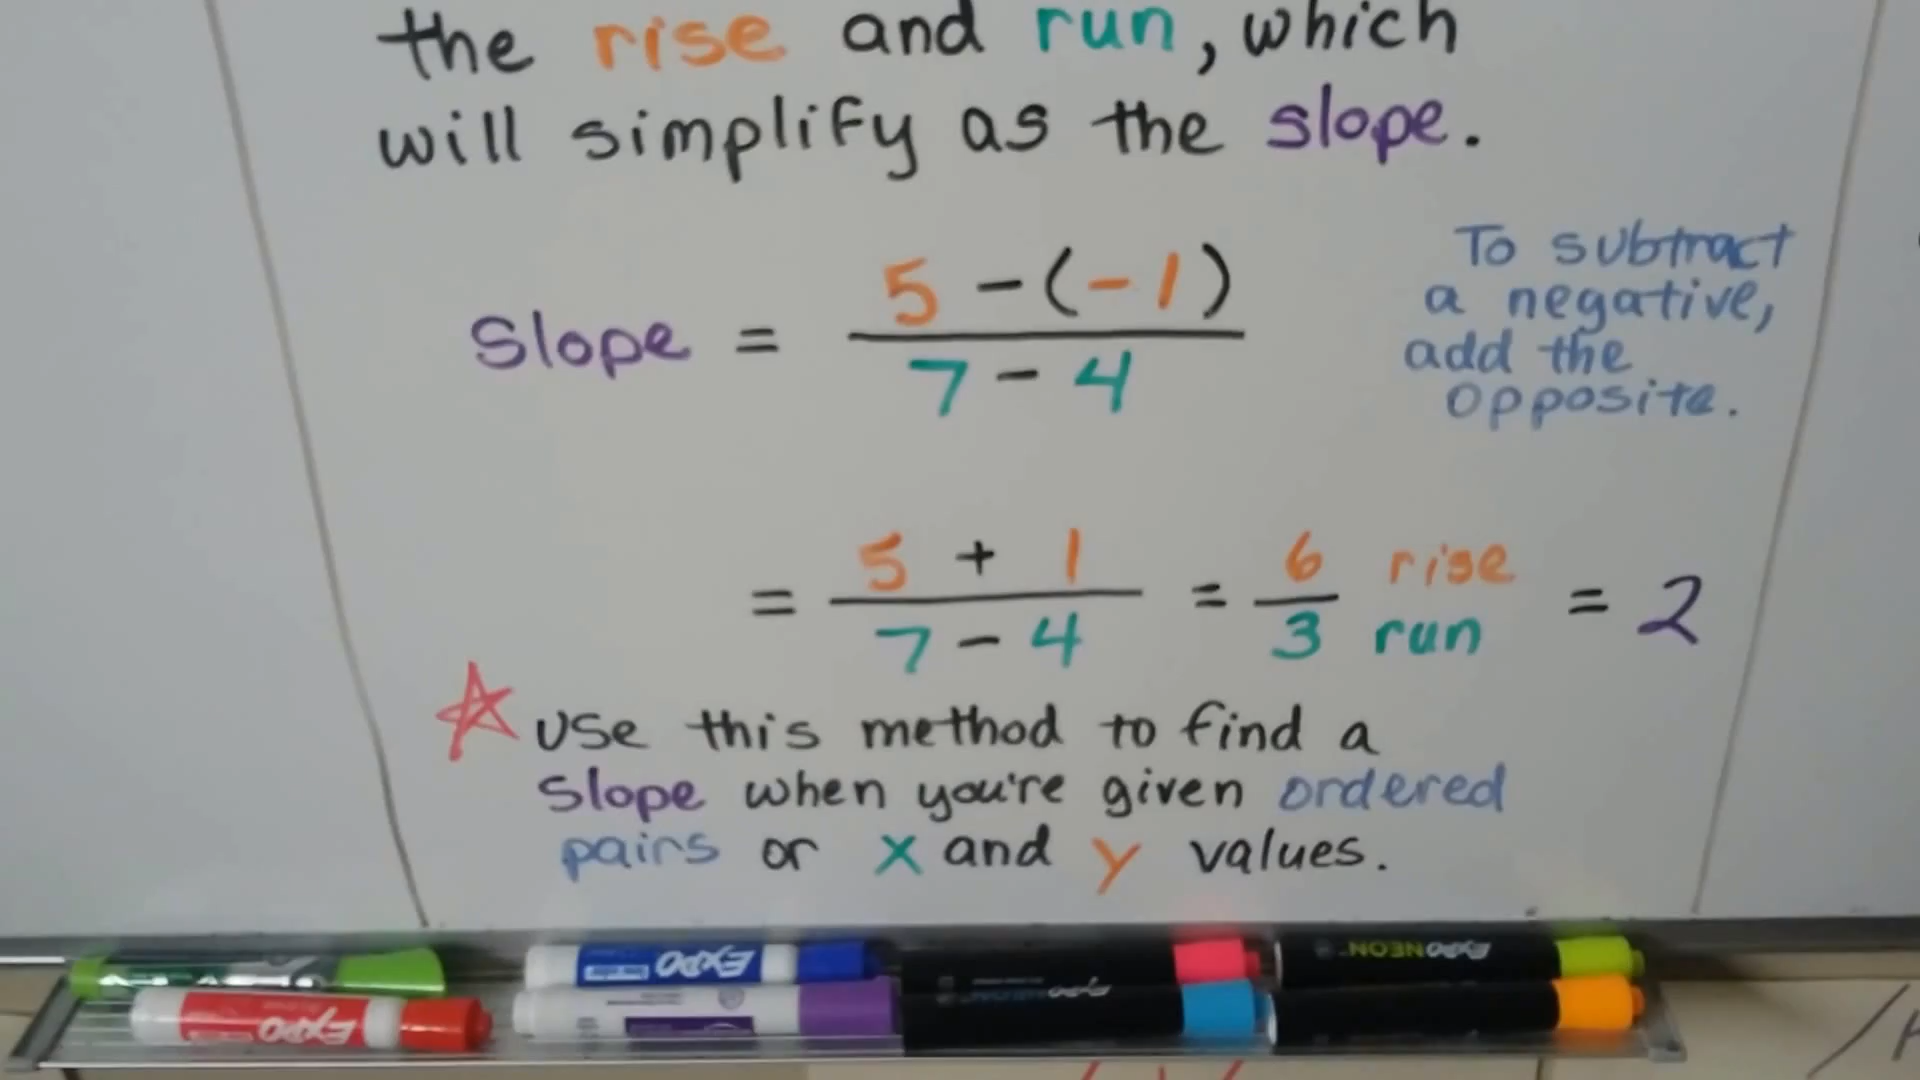 the rise and run, which
will simplify as the slope.
Slope = 5 - (-1)
7 - 4
To subtract
a negative,
add the
opposite.
= 5 + 1 = 6 rise = 2
7 - 4 3 run
Use this method to find a
slope when you're given ordered
pairs or x and y values.
EXPO
EXPO
EXPO NEON
EXPO